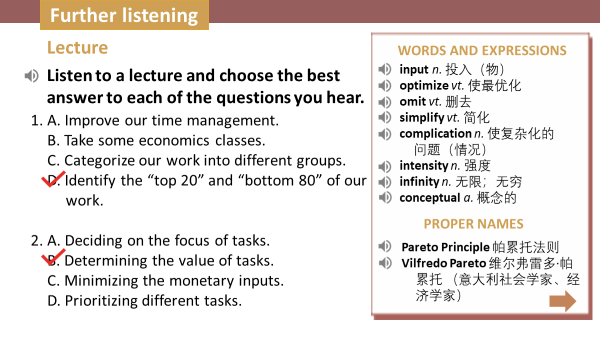 Further listening
Lecture
Listen to a lecture and choose the best
answer to each of the questions you hear.
1. A. Improve our time management.
B. Take some economics classes.
C. Categorize our work into different groups.
D. Identify the “top 20” and “bottom 80” of our
work.
2. A. Deciding on the focus of tasks.
B. Determining the value of tasks.
C. Minimizing the monetary inputs.
D. Prioritizing different tasks.
WORDS AND EXPRESSIONS
input n. 投入（物）
optimize vt. 使最优化
omit vt. 删去
simplify vt. 简化
complication n. 使复杂化的
问题（情况）
intensity n. 强度
infinity n. 无限；无穷
conceptual a. 概念的
PROPER NAMES
Pareto Principle 帕累托法则
Vilfredo Pareto 维尔弗雷多·帕
累托 （意大利社会学家、经
济学家）